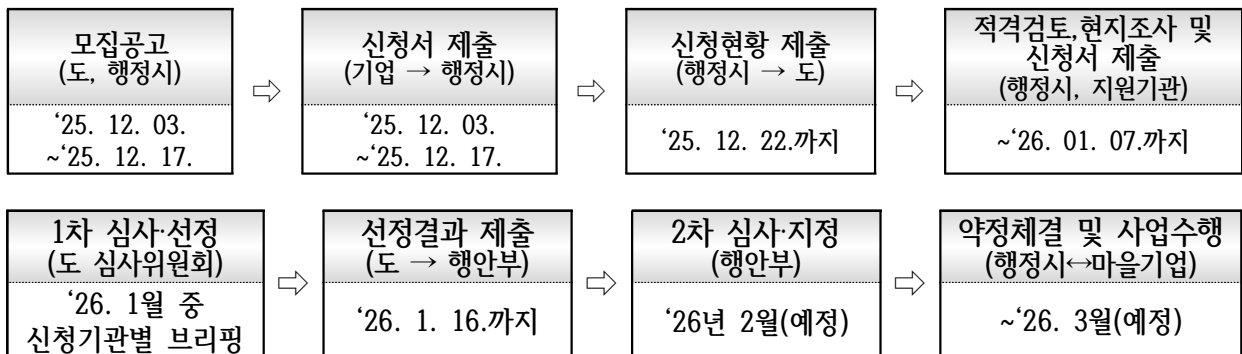 모집공고
(도, 행정시)
‘25. 12. 03.
~‘25. 12. 17.
⇨
신청서 제출
(기업 → 행정시)
‘25. 12. 03.
~‘25. 12. 17.
⇨
신청현황 제출
(행정시 → 도)
‘25. 12. 22.까지
⇨
적격검토,현지조사 및
신청서 제출
(행정시, 지원기관)
~‘26. 01. 07.까지
1차 심사·선정
(도 심사위원회)
‘26. 1월 중
신청기관별 브리핑
⇨
선정결과 제출
(도 → 행안부)
‘26. 1. 16.까지
⇨
2차 심사·지정
(행안부)
‘26년 2월(예정)
⇨
약정체결 및 사업수행
(행정시↔마을기업)
~‘26. 3월(예정)